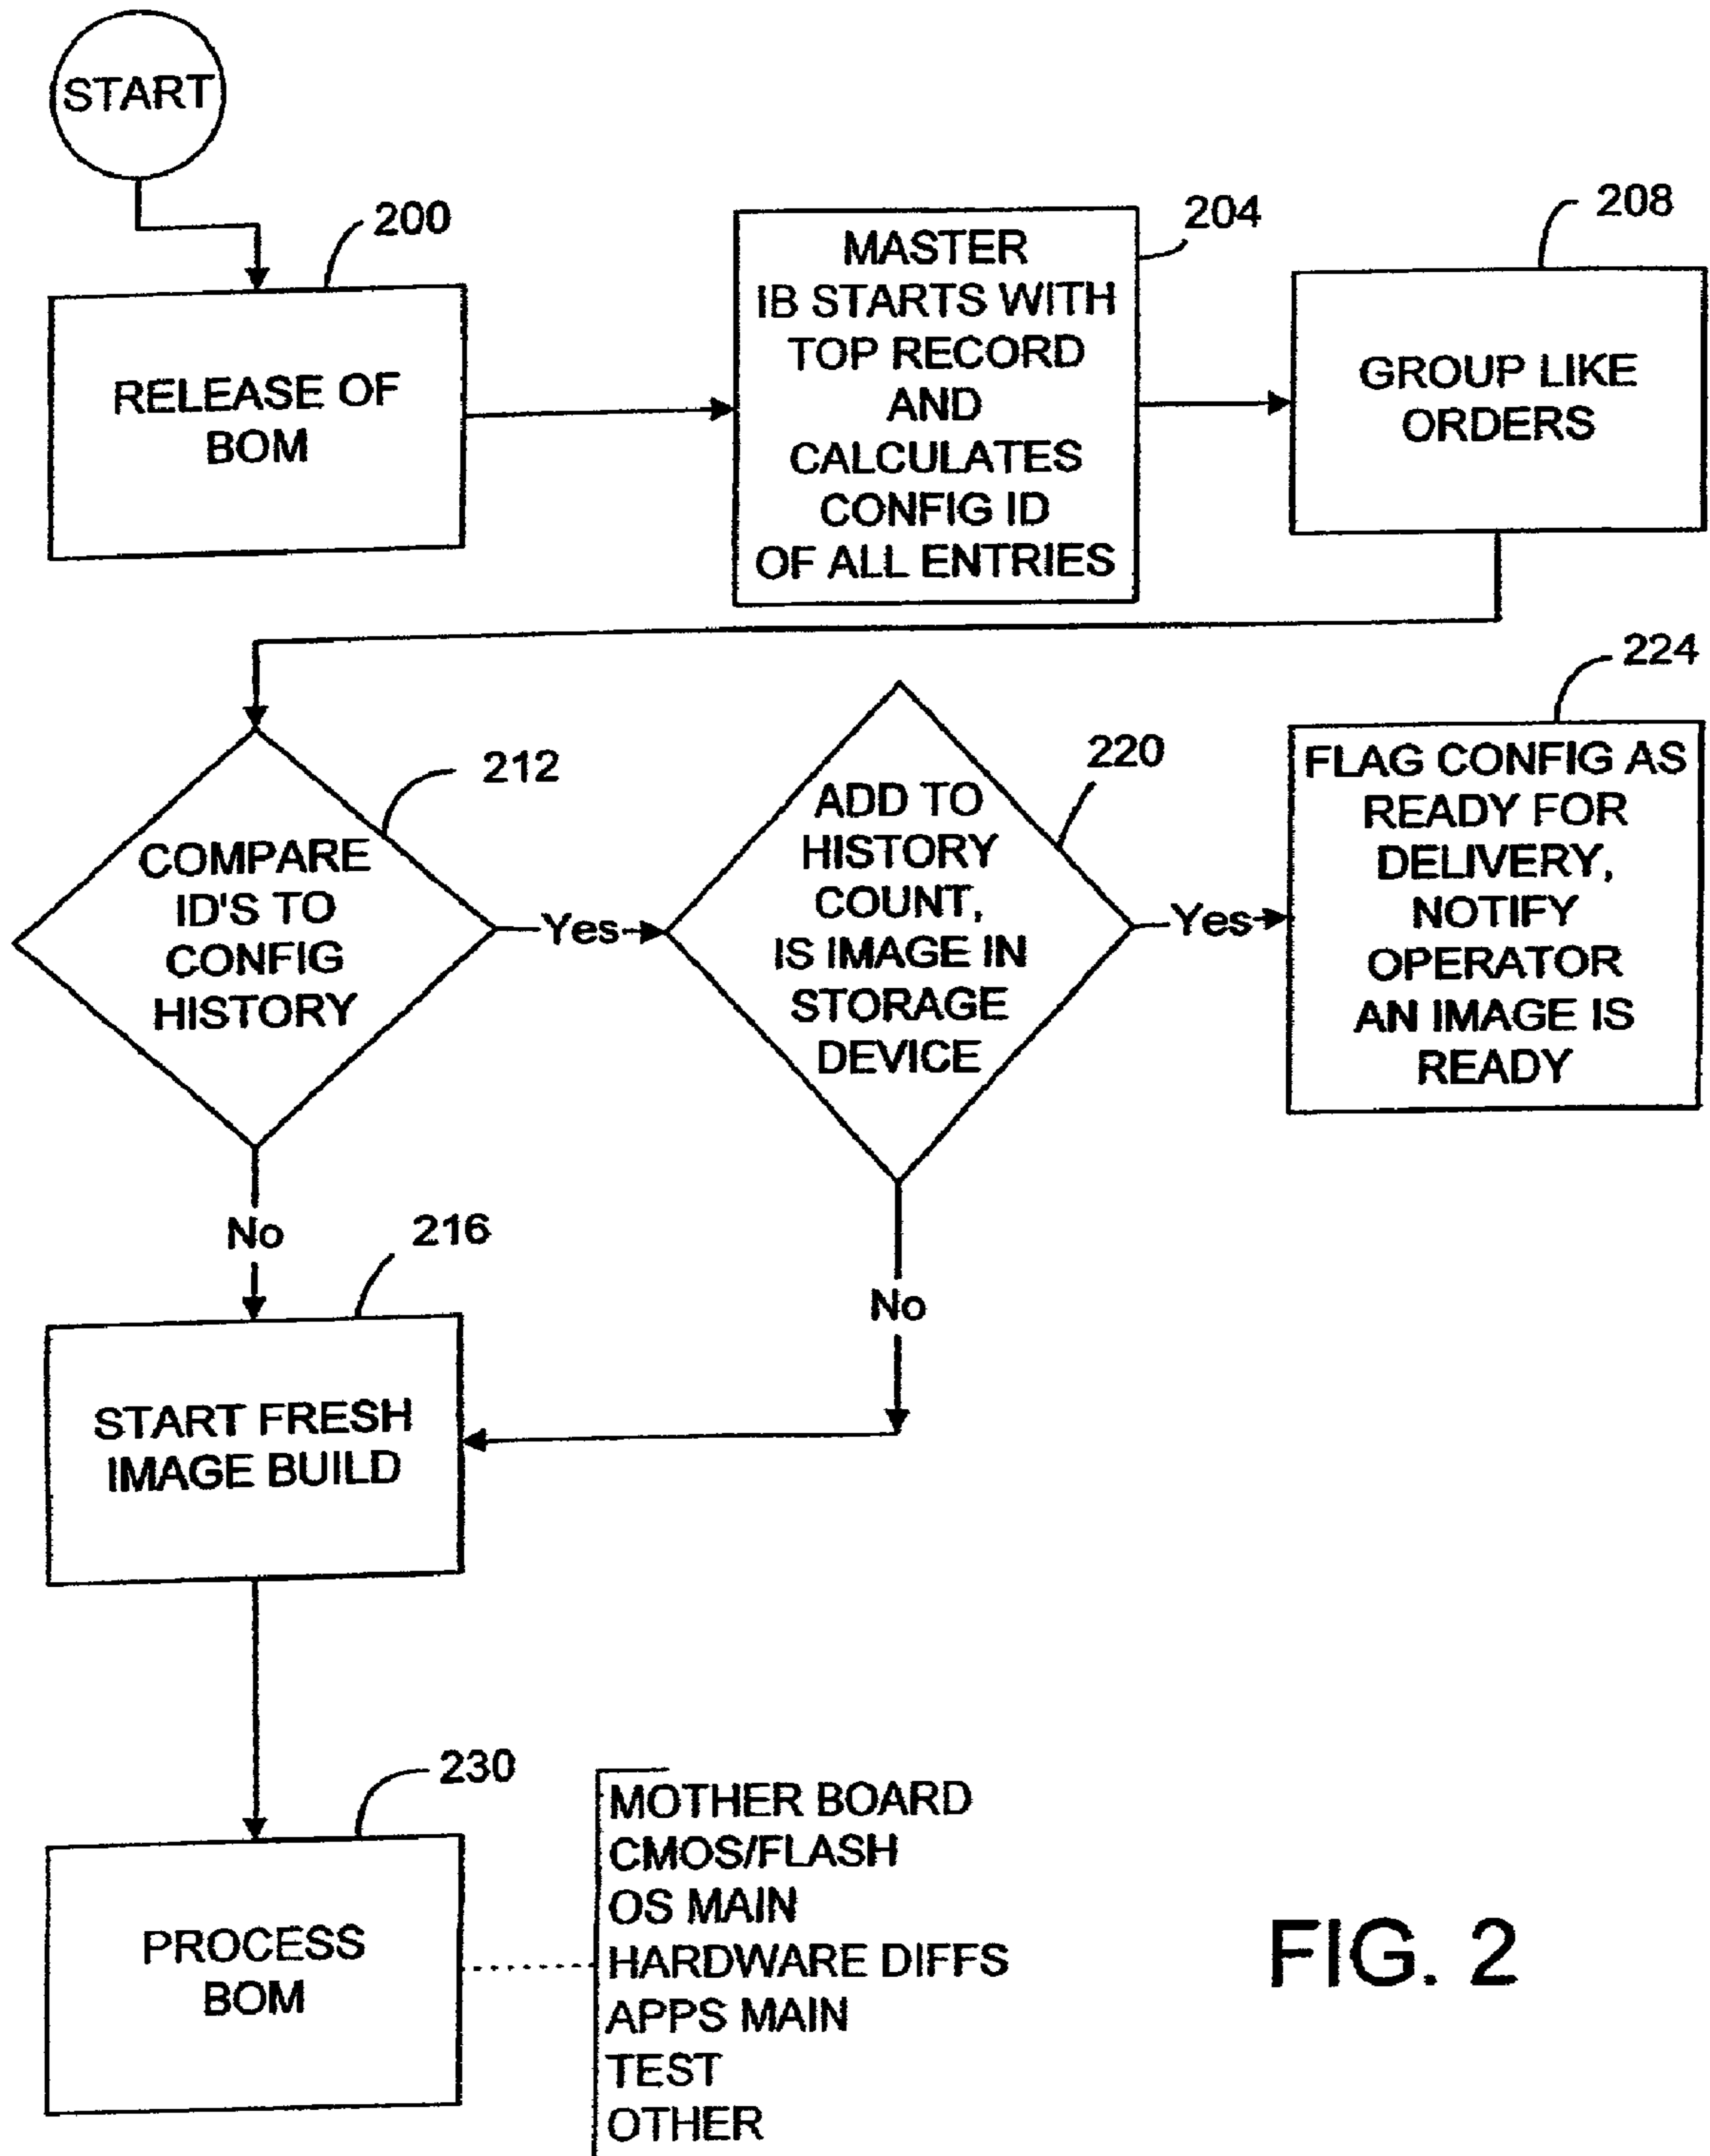 START
200
RELEASE OF
BOM
204
MASTER
IB STARTS WITH
TOP RECORD
AND
CALCULATES
CONFIG ID
OF ALL ENTRIES
208
GROUP LIKE
ORDERS
212
COMPARE
ID'S TO
CONFIG
HISTORY
Yes
No
220
ADD TO
HISTORY
COUNT,
IS IMAGE IN
STORAGE
DEVICE
Yes
No
224
FLAG CONFIG AS
READY FOR
DELIVERY,
NOTIFY
OPERATOR
AN IMAGE IS
READY
216
START FRESH
IMAGE BUILD
230
PROCESS
BOM
MOTHER BOARD
CMOS/FLASH
OS MAIN
HARDWARE DIFFS
APPS MAIN
TEST
OTHER
FIG. 2